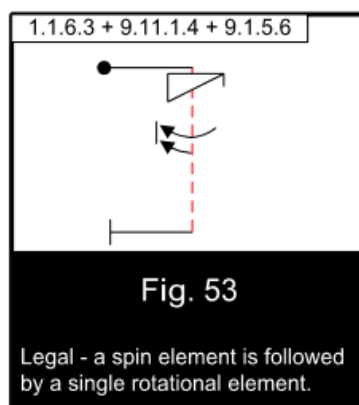 1.1.6.3 + 9.11.1.4 + 9.1.5.6
Fig. 53
Legal - a spin element is followed
by a single rotational element.